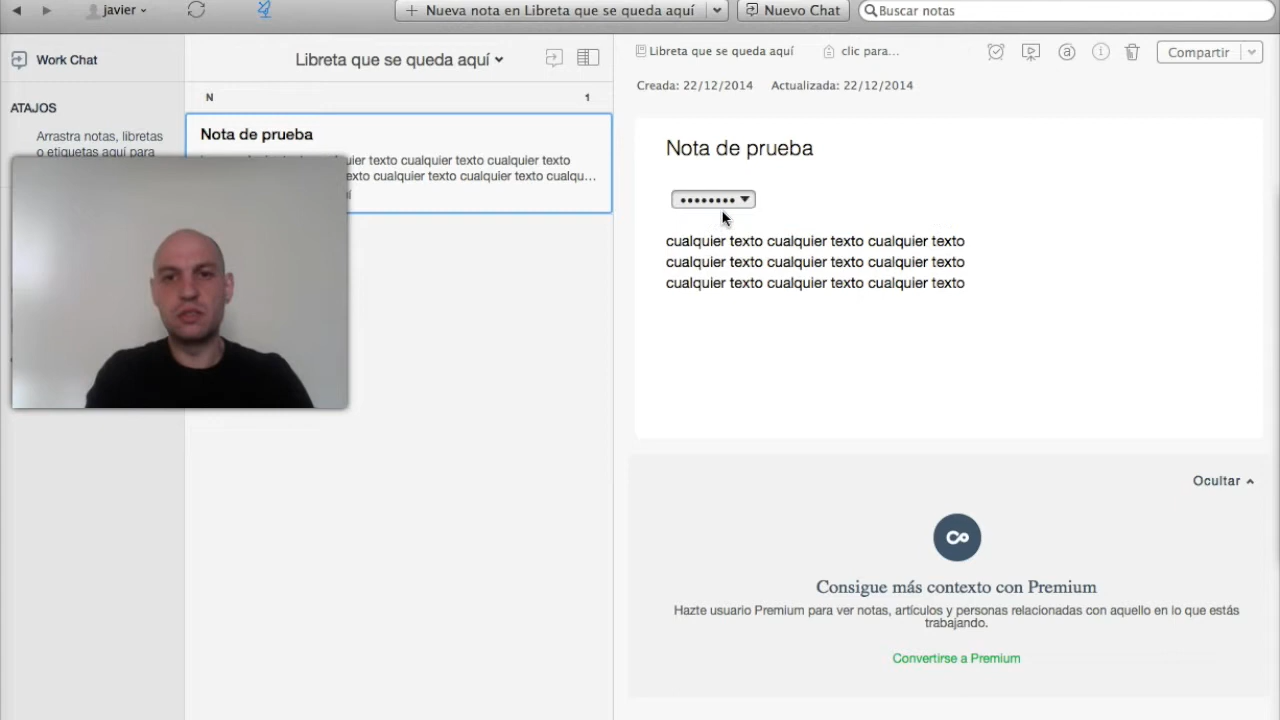 javier
Nueva nota en Libreta que se queda aquí
Nuevo Chat
Buscar notas
Work Chat
ATAJOS
Arrastra notas, libretas
o etiquetas aquí para
Libreta que se queda aquí
N 1
Nota de prueba
texto cualquier texto cualquier texto
texto cualquier texto cualquier texto cualqu...
Libreta que se queda aquí
clic para...
Compartir
Creada: 22/12/2014 Actualizada: 22/12/2014
Nota de prueba
••••••••
cualquier texto cualquier texto cualquier texto
cualquier texto cualquier texto cualquier texto
cualquier texto cualquier texto cualquier texto
Ocultar
Consigue más contexto con Premium
Hazte usuario Premium para ver notas, artículos y personas relacionadas con aquello en lo que estás
trabajando.
Convertirse a Premium